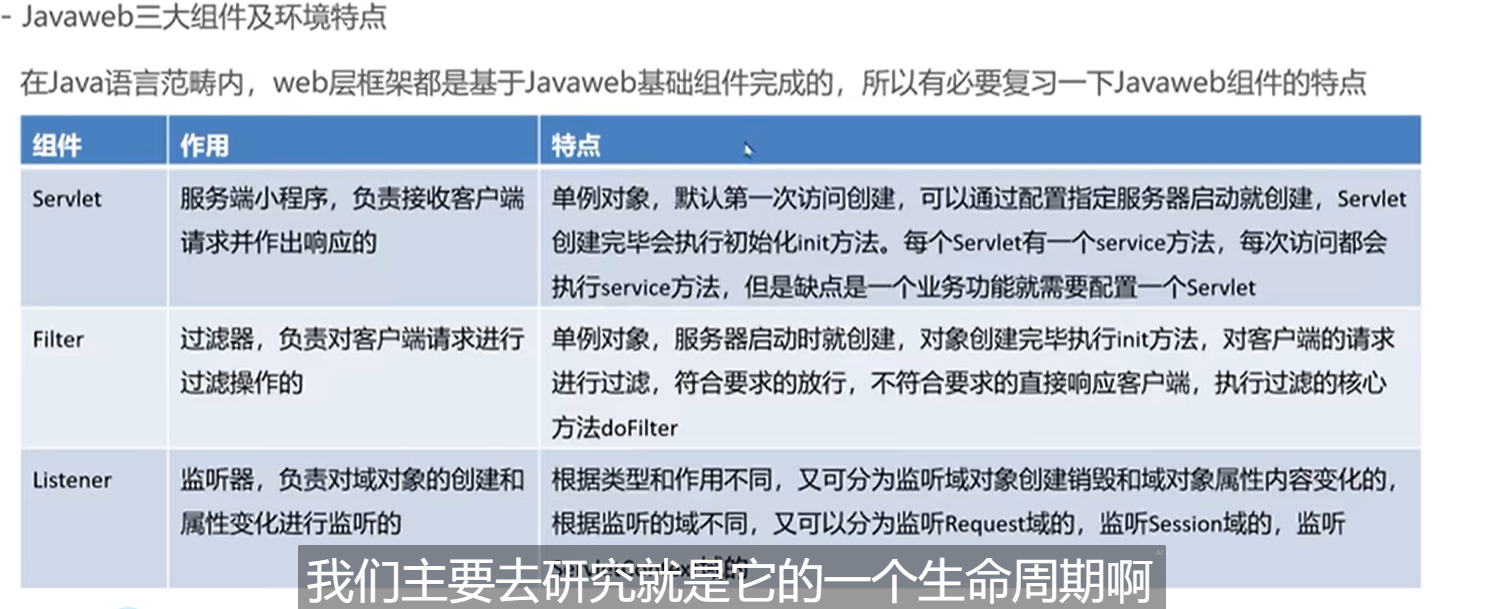 - Javaweb三大组件及环境特点
在Java语言范畴内，web层框架都是基于Javaweb基础组件完成的，所以有必要复习一下Javaweb组件的特点
组件 作用 特点
Servlet
服务端小程序，负责接收客户端
请求并作出响应的
单例对象，默认第一次访问创建，可以通过配置指定服务器启动就创建，Servlet
创建完毕会执行初始化init方法。每个Servlet有一个service方法，每次访问都会
执行service方法，但是缺点是一个业务功能就需要配置一个Servlet
Filter
过滤器，负责对客户端请求进行
过滤操作的
单例对象，服务器启动时就创建，对象创建完毕执行init方法，对客户端的请求
进行过滤，符合要求的放行，不符合要求的直接响应客户端，执行过滤的核心
方法doFilter
Listener
监听器，负责对域对象的创建和
属性变化进行监听的
根据类型和作用不同，又可分为监听域对象创建销毁和域对象属性内容变化的，
根据监听的域不同，又可以分为监听Request域的，监听Session域的，监听
我们主要去研究就是它的一个生命周期啊